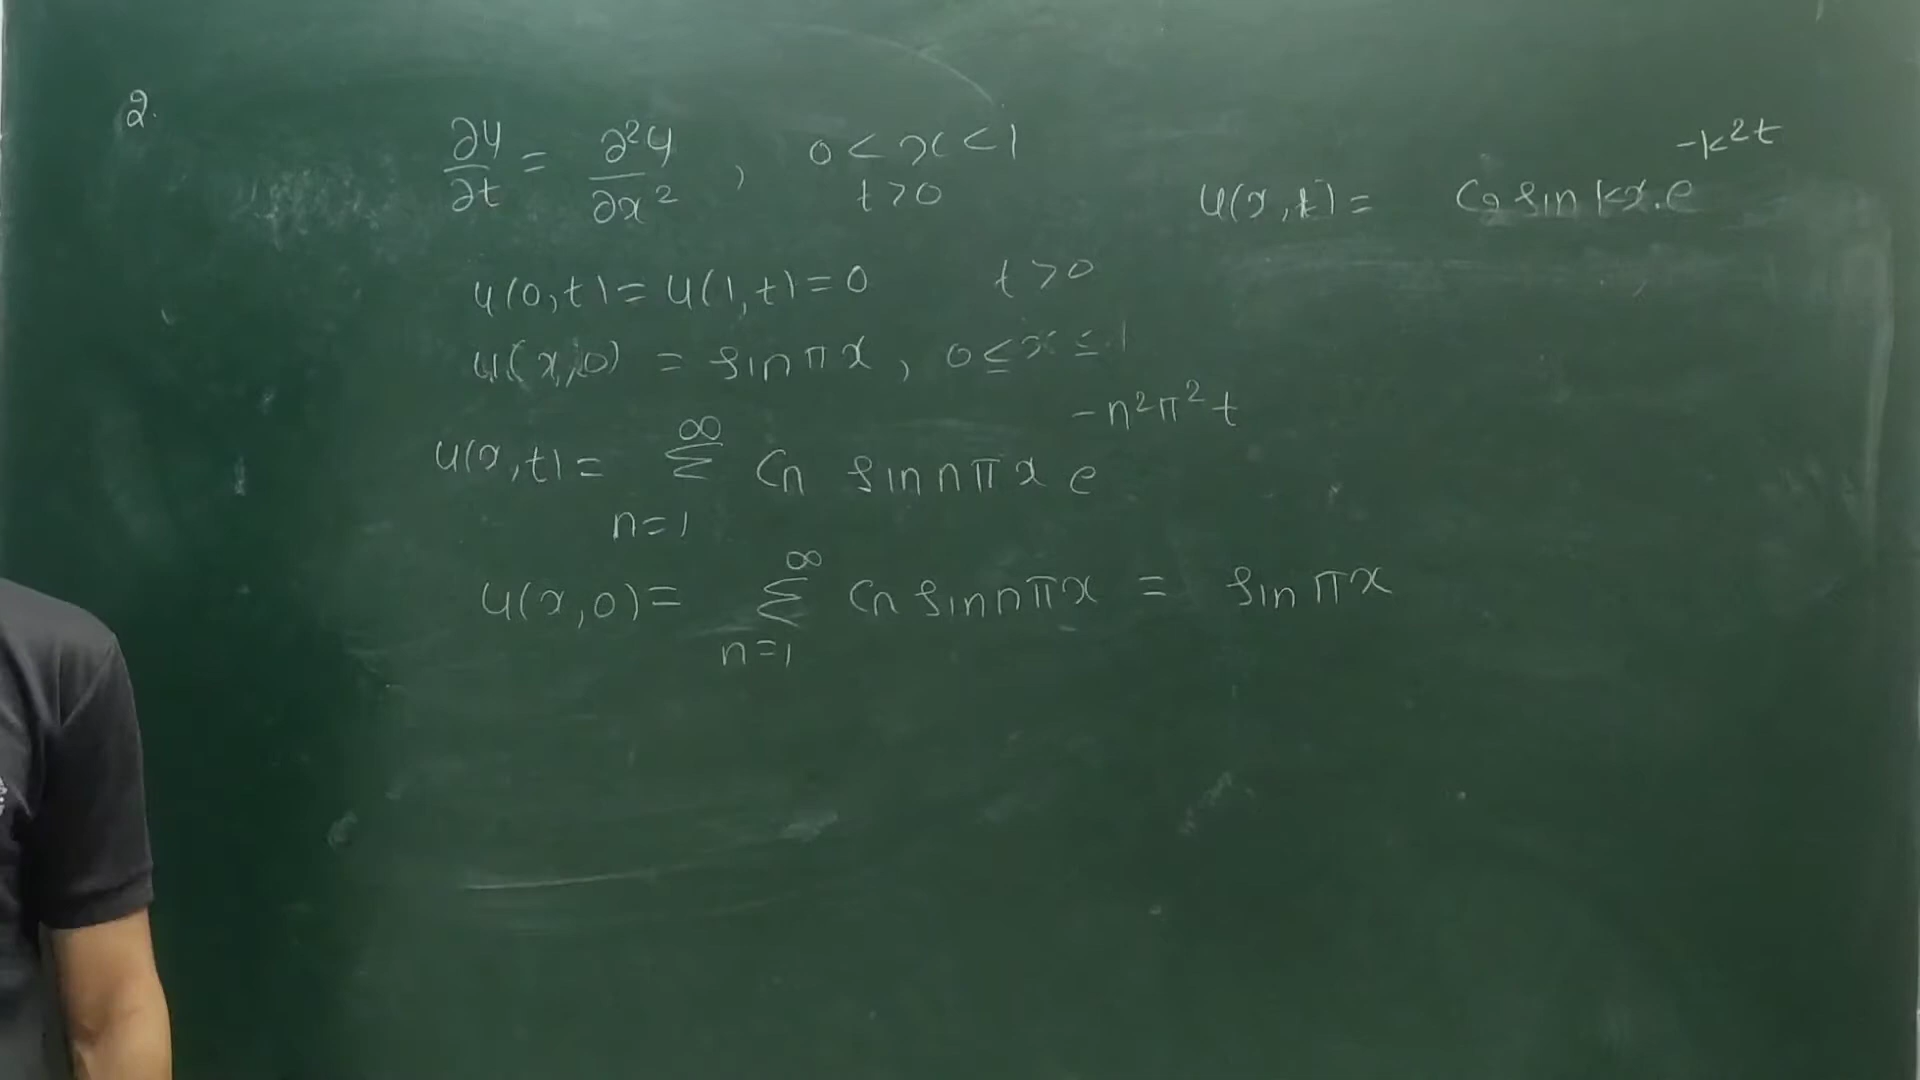 2.
∂u/∂t = ∂²u/∂x² , 0 < x < 1
t > 0
u(x,t) = C₂ sin kx. e^(-k²t)
u(0,t) = u(1,t) = 0 t > 0
u(x,0) = sin πx , 0 ≤ x ≤ 1
u(x,t) = ∑_{n=1}^{∞} Cn sin nπx e^(-n²π²t)
u(x,0) = ∑_{n=1}^{∞} Cn sin nπx = sin πx